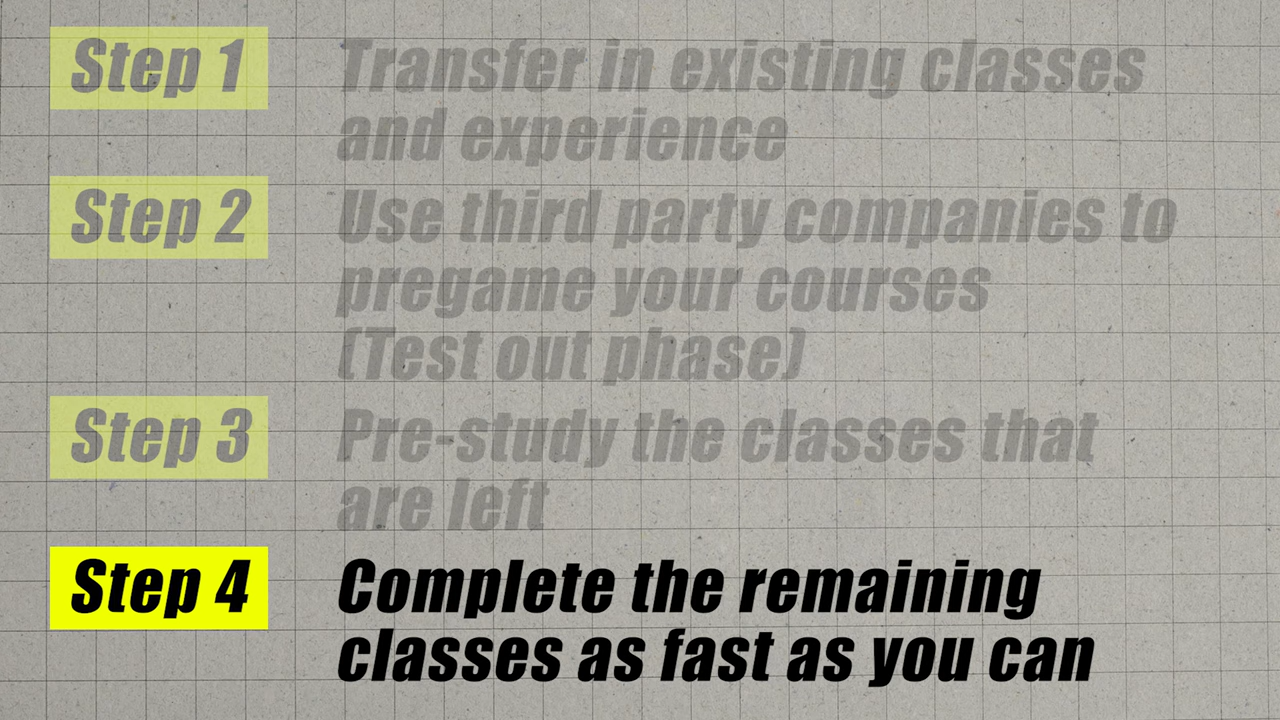 Step 1 Transfer in existing classes
and experience
Step 2 Use third party companies to
pregame your courses
(Test out phase)
Step 3 Pre-study the classes that
are left
Step 4 Complete the remaining
classes as fast as you can